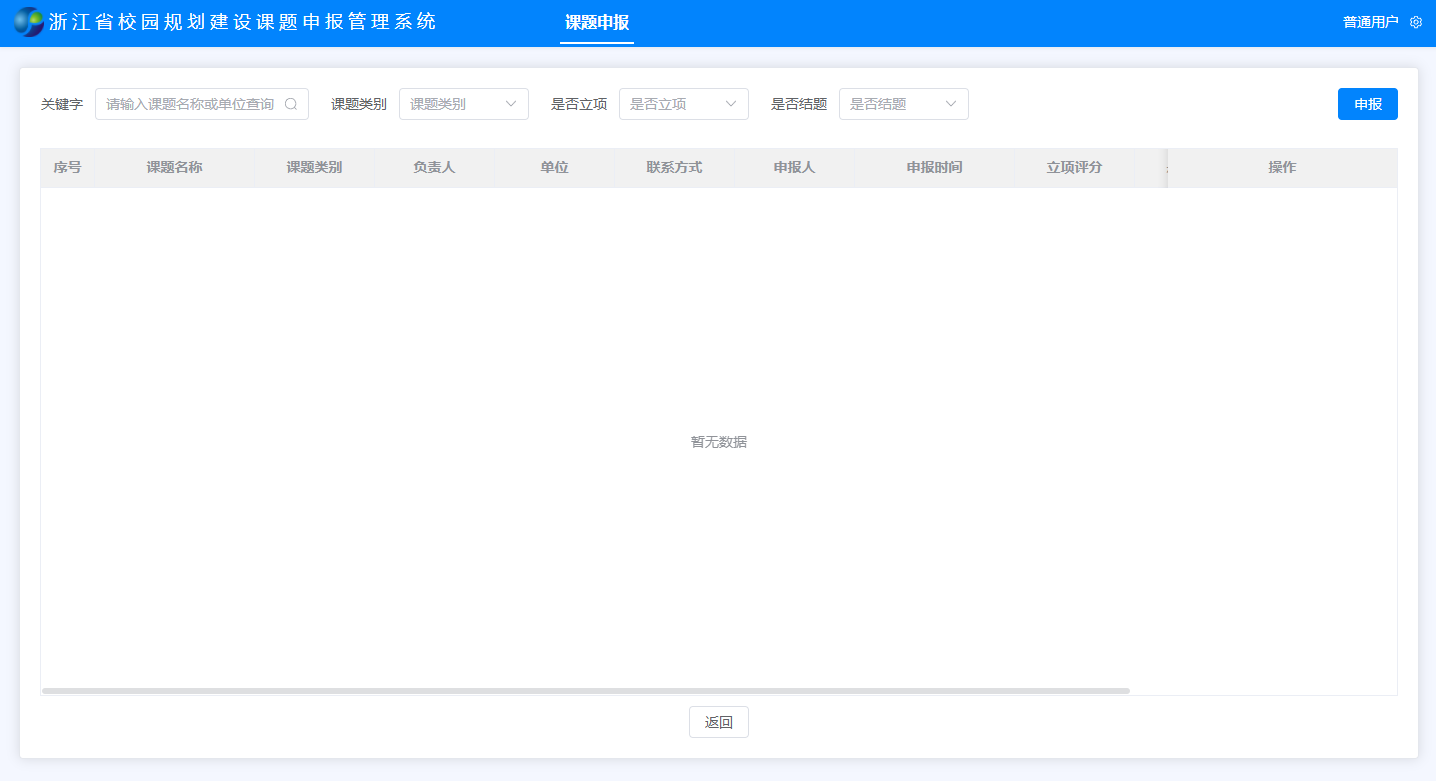 浙江省校园规划建设课题申报管理系统
课题申报
普通用户
关键字 请输入课题名称或单位查询 课题类别 课题类别 是否立项 是否立项 是否结题 是否结题 申报
序号 课题名称 课题类别 负责人 单位 联系方式 申报人 申报时间 立项评分 操作
暂无数据
返回